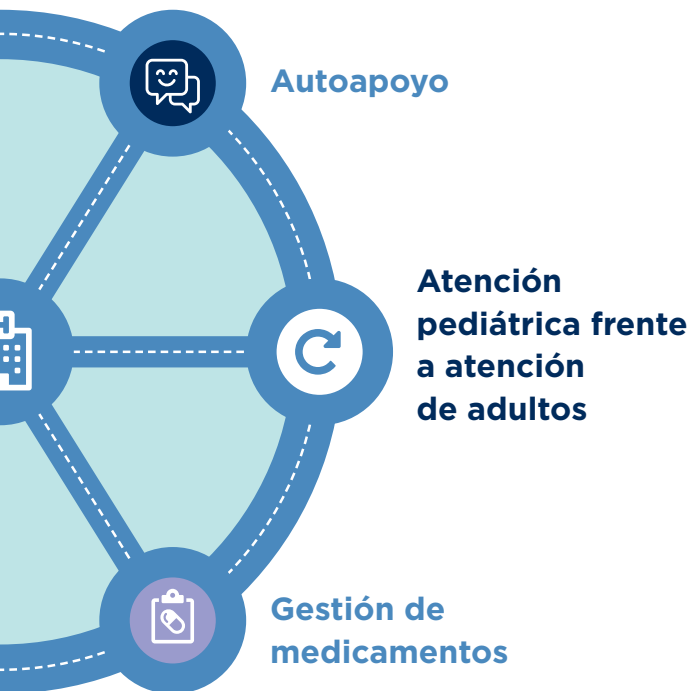 Autoapoyo
Atención
pediátrica frente
a atención
de adultos
Gestión de
medicamentos